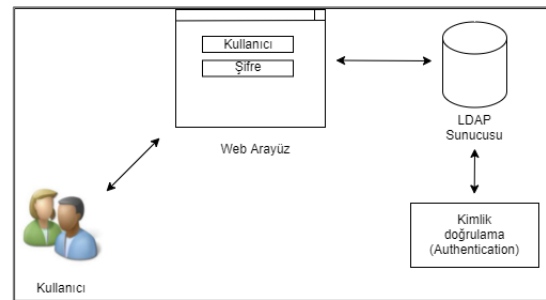 Kullanıcı
Şifre
Web Arayüz
LDAP
Sunucusu
Kimlik
doğrulama
(Authentication)
Kullanıcı